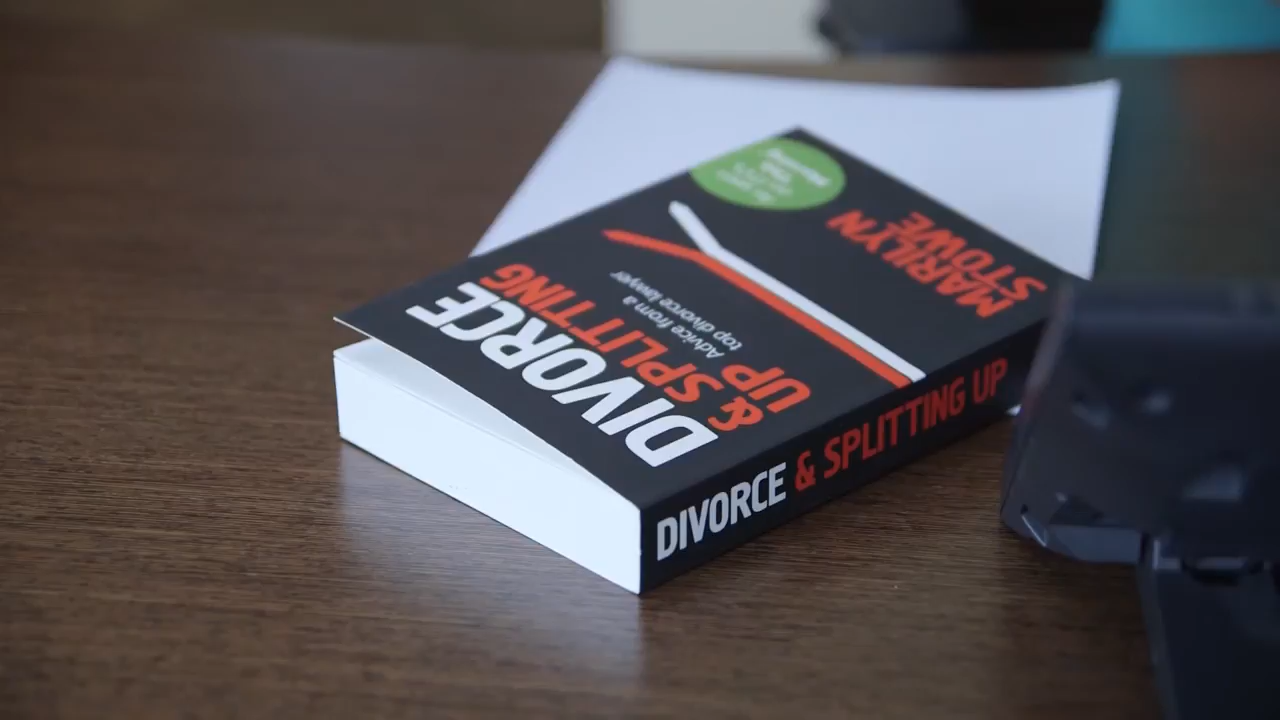 DIVORCE
& SPLITTING
UP
Advice from a
top divorce lawyer
MARILYN
STOWE
DIVORCE & SPLITTING UP